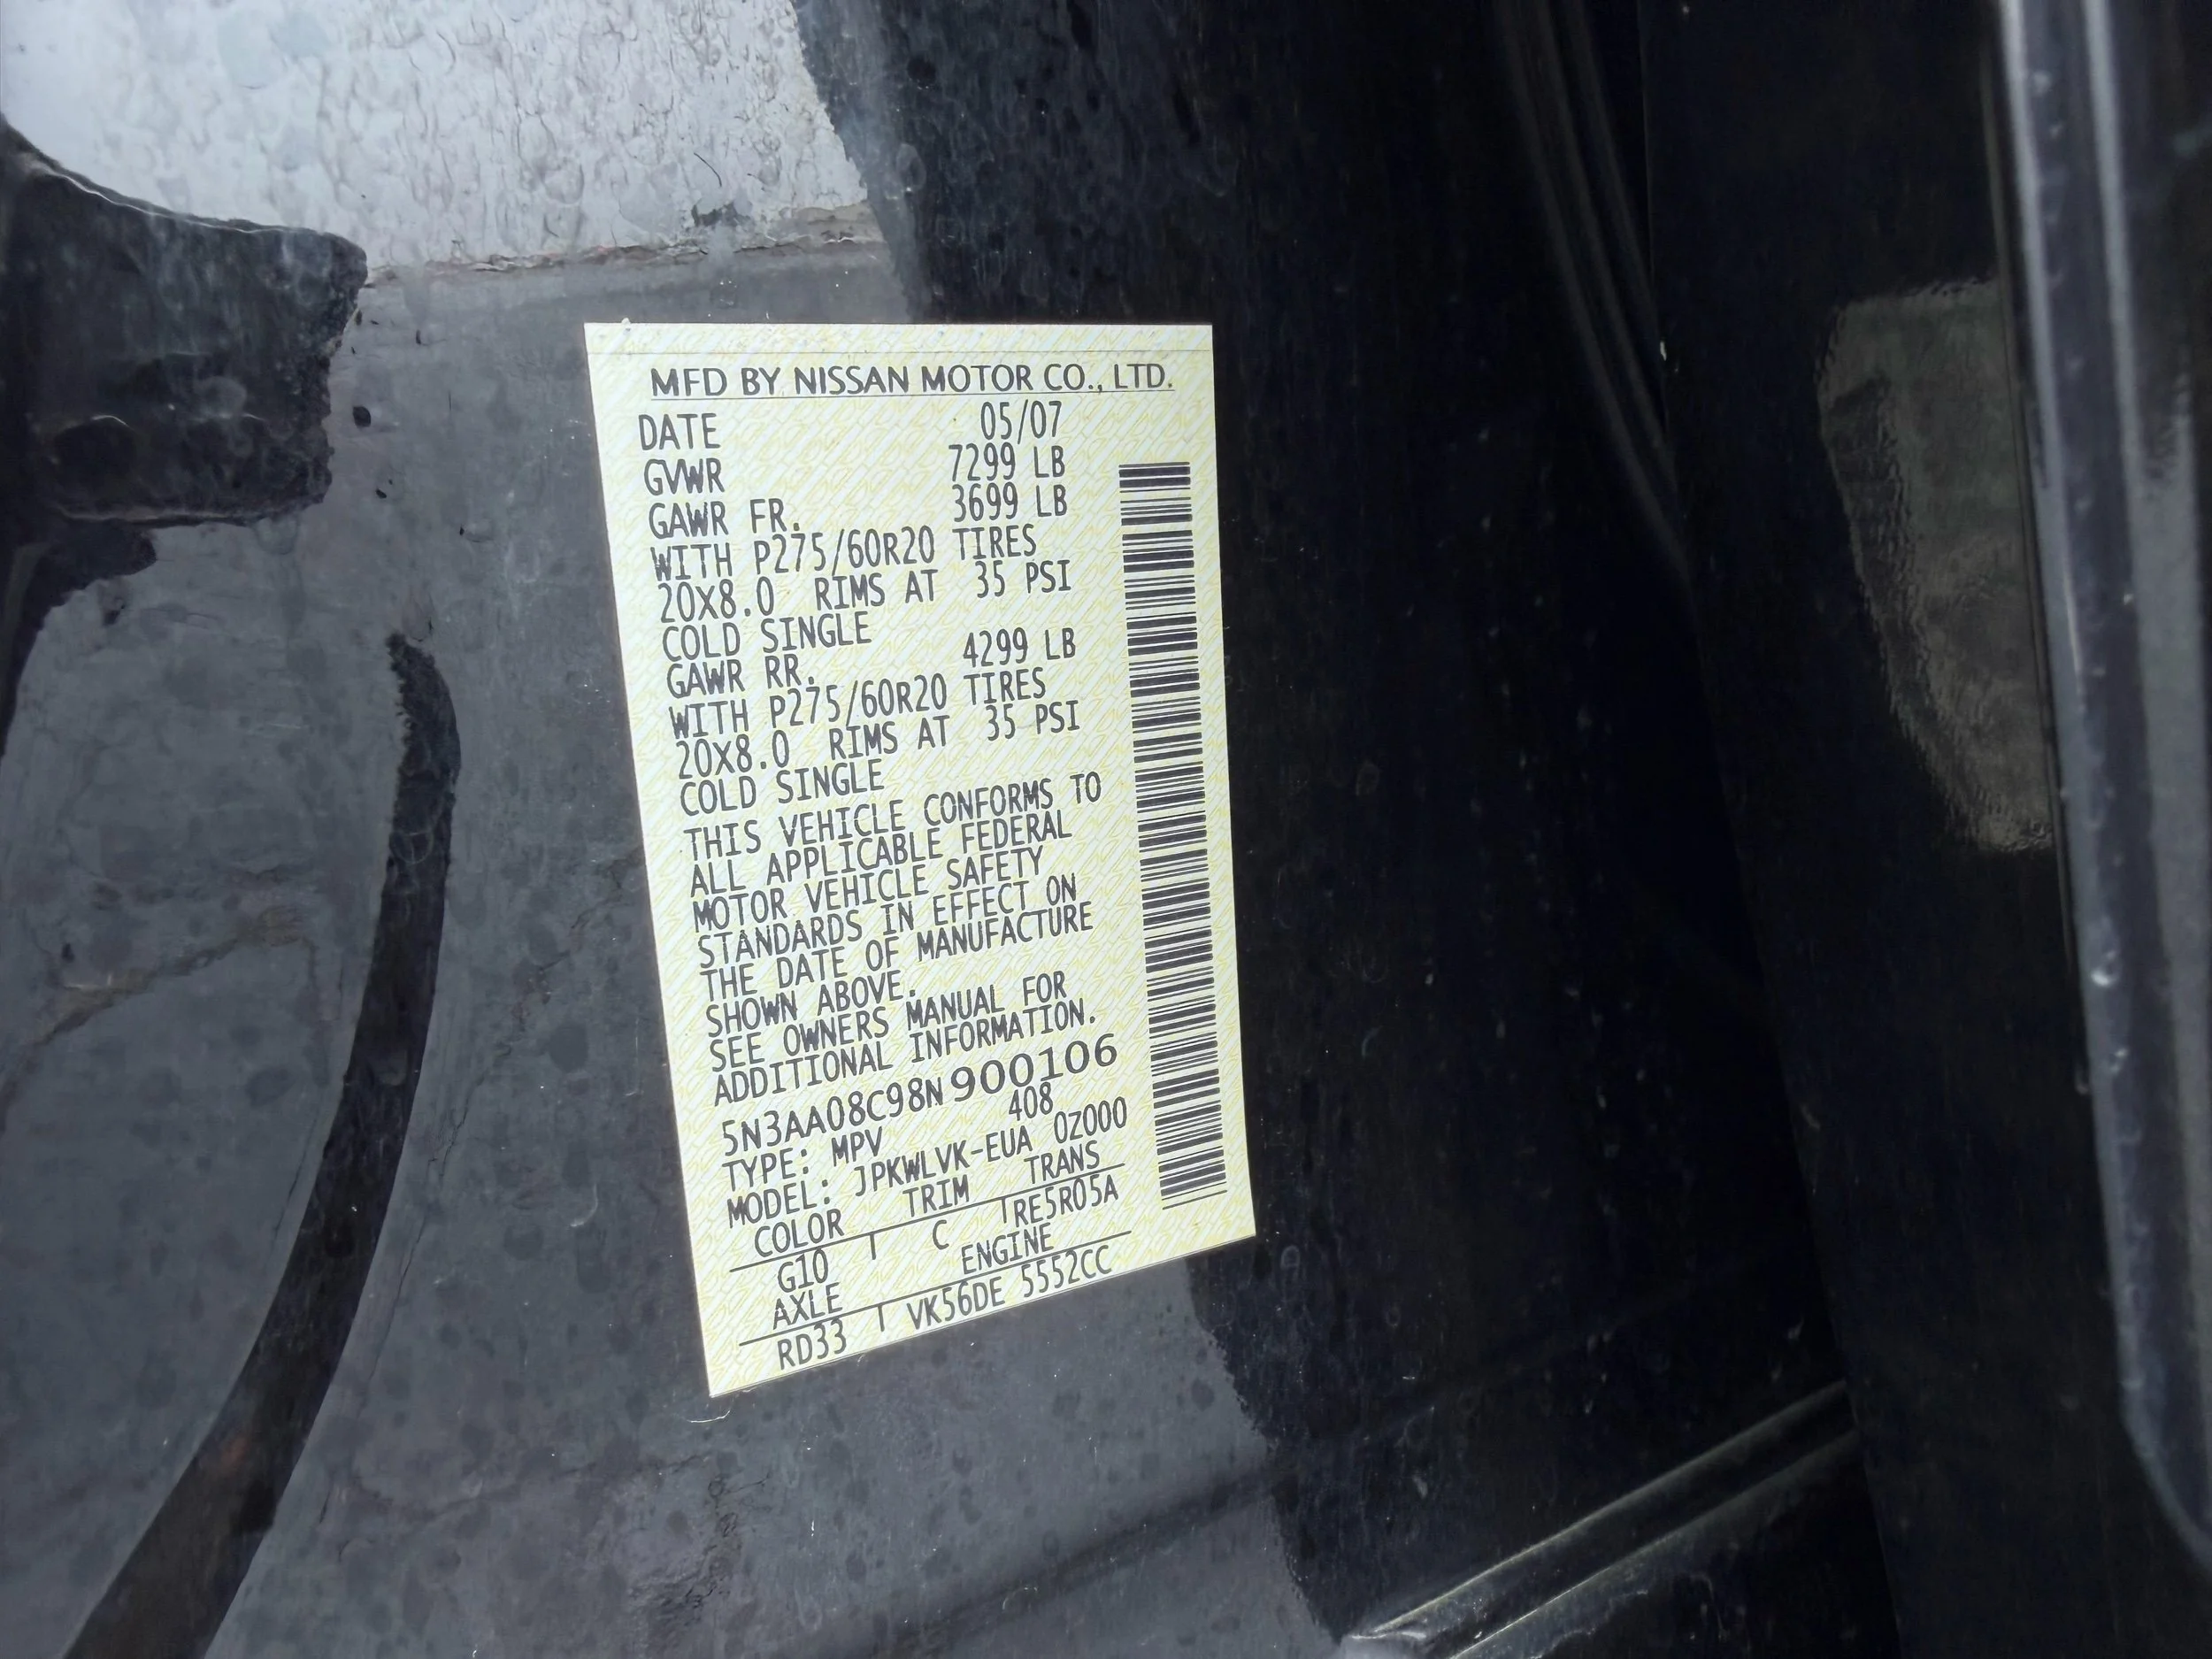 MFD BY NISSAN MOTOR CO., LTD.
DATE 05/07
GVWR 7299 LB
GAWR FR. 3699 LB
WITH P275/60R20 TIRES
20X8.0 RIMS AT 35 PSI
COLD SINGLE
GAWR RR. 4299 LB
WITH P275/60R20 TIRES
20X8.0 RIMS AT 35 PSI
COLD SINGLE
THIS VEHICLE CONFORMS TO
ALL APPLICABLE FEDERAL
MOTOR VEHICLE SAFETY
STANDARDS IN EFFECT ON
THE DATE OF MANUFACTURE
SHOWN ABOVE.
SEE OWNERS MANUAL FOR
ADDITIONAL INFORMATION.
5N3AA08C98N900106
TYPE: MPV 408
MODEL: JPKWLVK-EUA 0Z000
COLOR TRIM TRANS
G10 C RE5R05A
AXLE ENGINE
RD33 VK56DE 5552CC